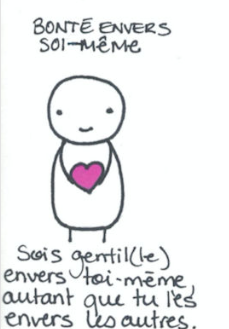 BONTÉ ENVERS
SOI-MÊME
Sois gentil(le)
envers toi-même,
autant que tu l'es
envers les autres.